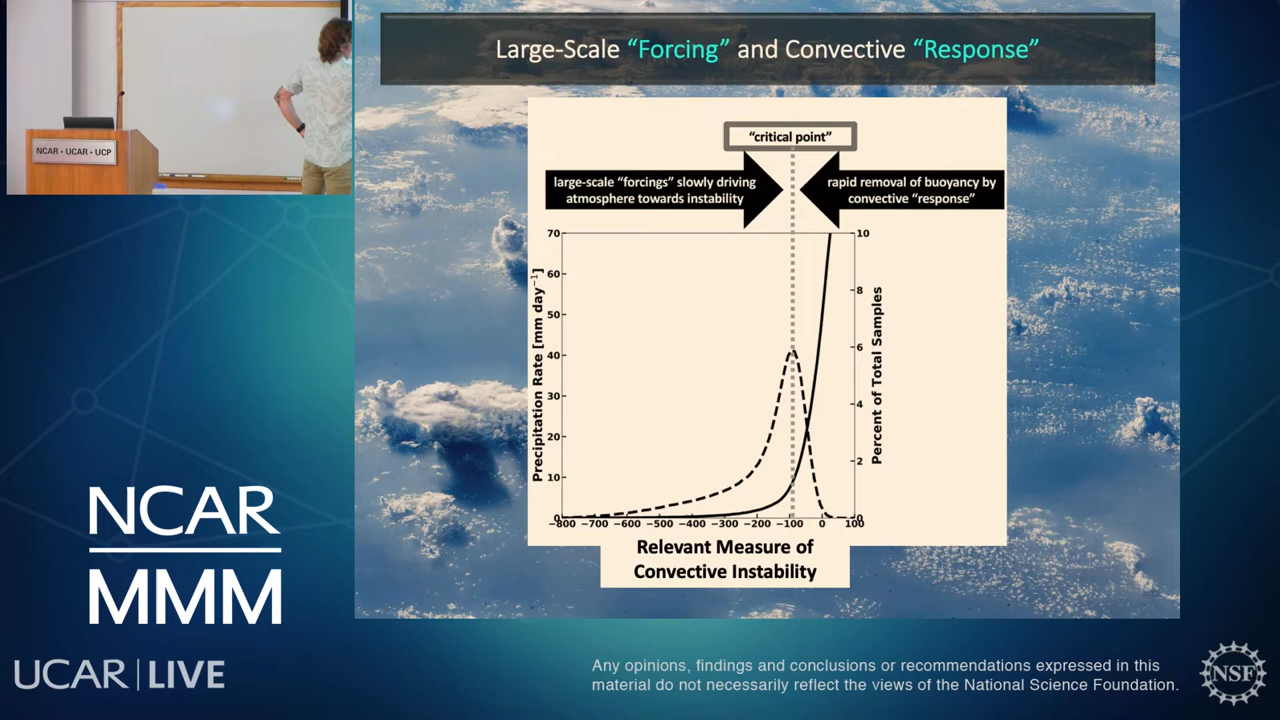 NCAR • UCAR • UCP
Large-Scale “Forcing” and Convective “Response”
“critical point”
large-scale “forcings” slowly driving
atmosphere towards instability
rapid removal of buoyancy by
convective “response”
Precipitation Rate [mm day⁻¹]
70
60
50
40
30
20
10
0
10
8
6
4
2
0
Percent of Total Samples
−800 −700 −600 −500 −400 −300 −200 −100 0 100
Relevant Measure of
Convective Instability
NCAR
MMM
UCAR | LIVE
Any opinions, findings and conclusions or recommendations expressed in this
material do not necessarily reflect the views of the National Science Foundation.
NSF